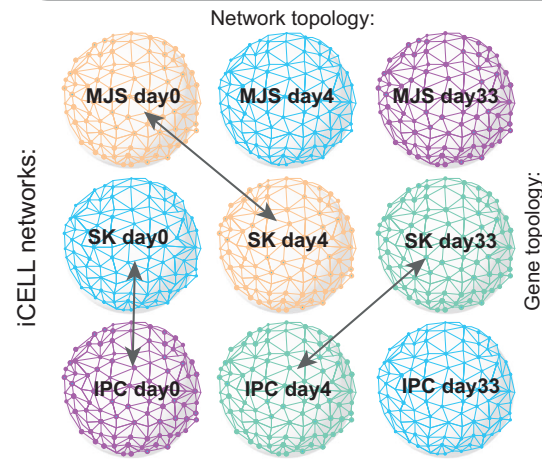 Network topology:
MJS day0
MJS day4
MJS day33
iCELL networks:
SK day0
SK day4
SK day33
Gene topology:
IPC day0
IPC day4
IPC day33